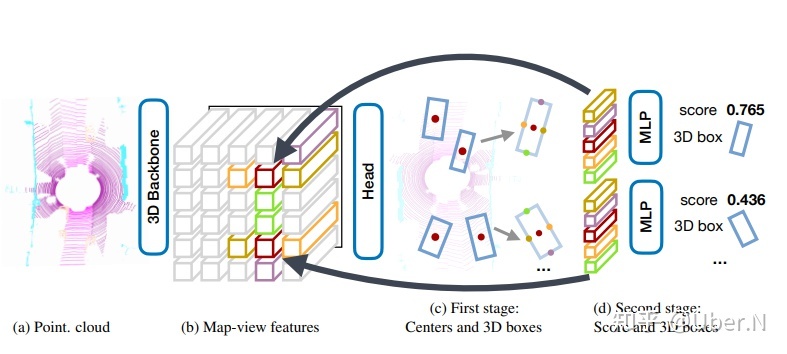 3D Backbone
Head
MLP
score 0.765
3D box
MLP
score 0.436
3D box
...
...
(a) Point. cloud
(b) Map-view features
(c) First stage:
Centers and 3D boxes
(d) Second stage:
Score and 3D boxes
知乎 @Uber.N